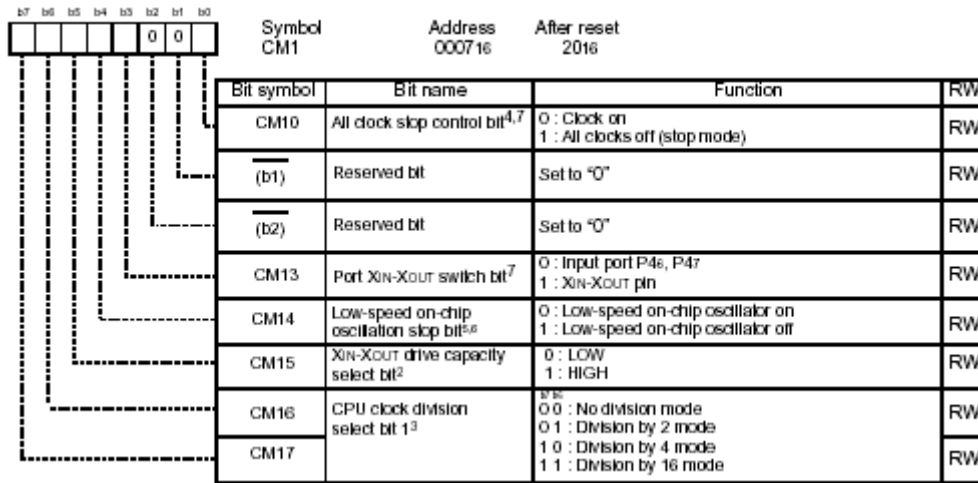 b7 b6 b5 b4 b3 b2 b1 b0
0 0
Symbol Address After reset
CM1 000716 2016
Bit symbol Bit name Function RW
CM10 All clock stop control bit4,7 0 : Clock on
1 : All clocks off (stop mode) RW
(b1) Reserved bit Set to “0” RW
(b2) Reserved bit Set to “0” RW
CM13 Port XIN-XOUT switch bit7 0 : Input port P46, P47
1 : XIN-XOUT pin RW
CM14 Low-speed on-chip
oscillation stop bit5,6 0 : Low-speed on-chip oscillator on
1 : Low-speed on-chip oscillator off RW
CM15 XIN-XOUT drive capacity
select bit2 0 : LOW
1 : HIGH RW
CM16 CPU clock division
select bit 13 b7 b6
0 0 : No division mode
0 1 : Division by 2 mode RW
CM17 1 0 : Division by 4 mode
1 1 : Division by 16 mode RW